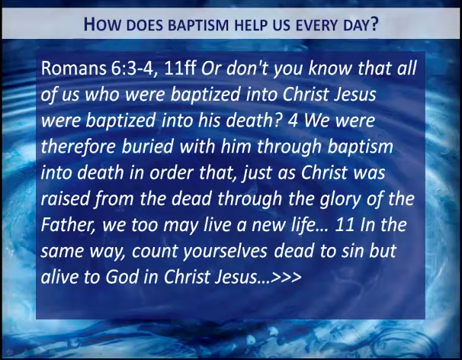 HOW DOES BAPTISM HELP US EVERY DAY?
Romans 6:3-4, 11ff Or don't you know that all
of us who were baptized into Christ Jesus
were baptized into his death? 4 We were
therefore buried with him through baptism
into death in order that, just as Christ was
raised from the dead through the glory of the
Father, we too may live a new life... 11 In the
same way, count yourselves dead to sin but
alive to God in Christ Jesus...>>>